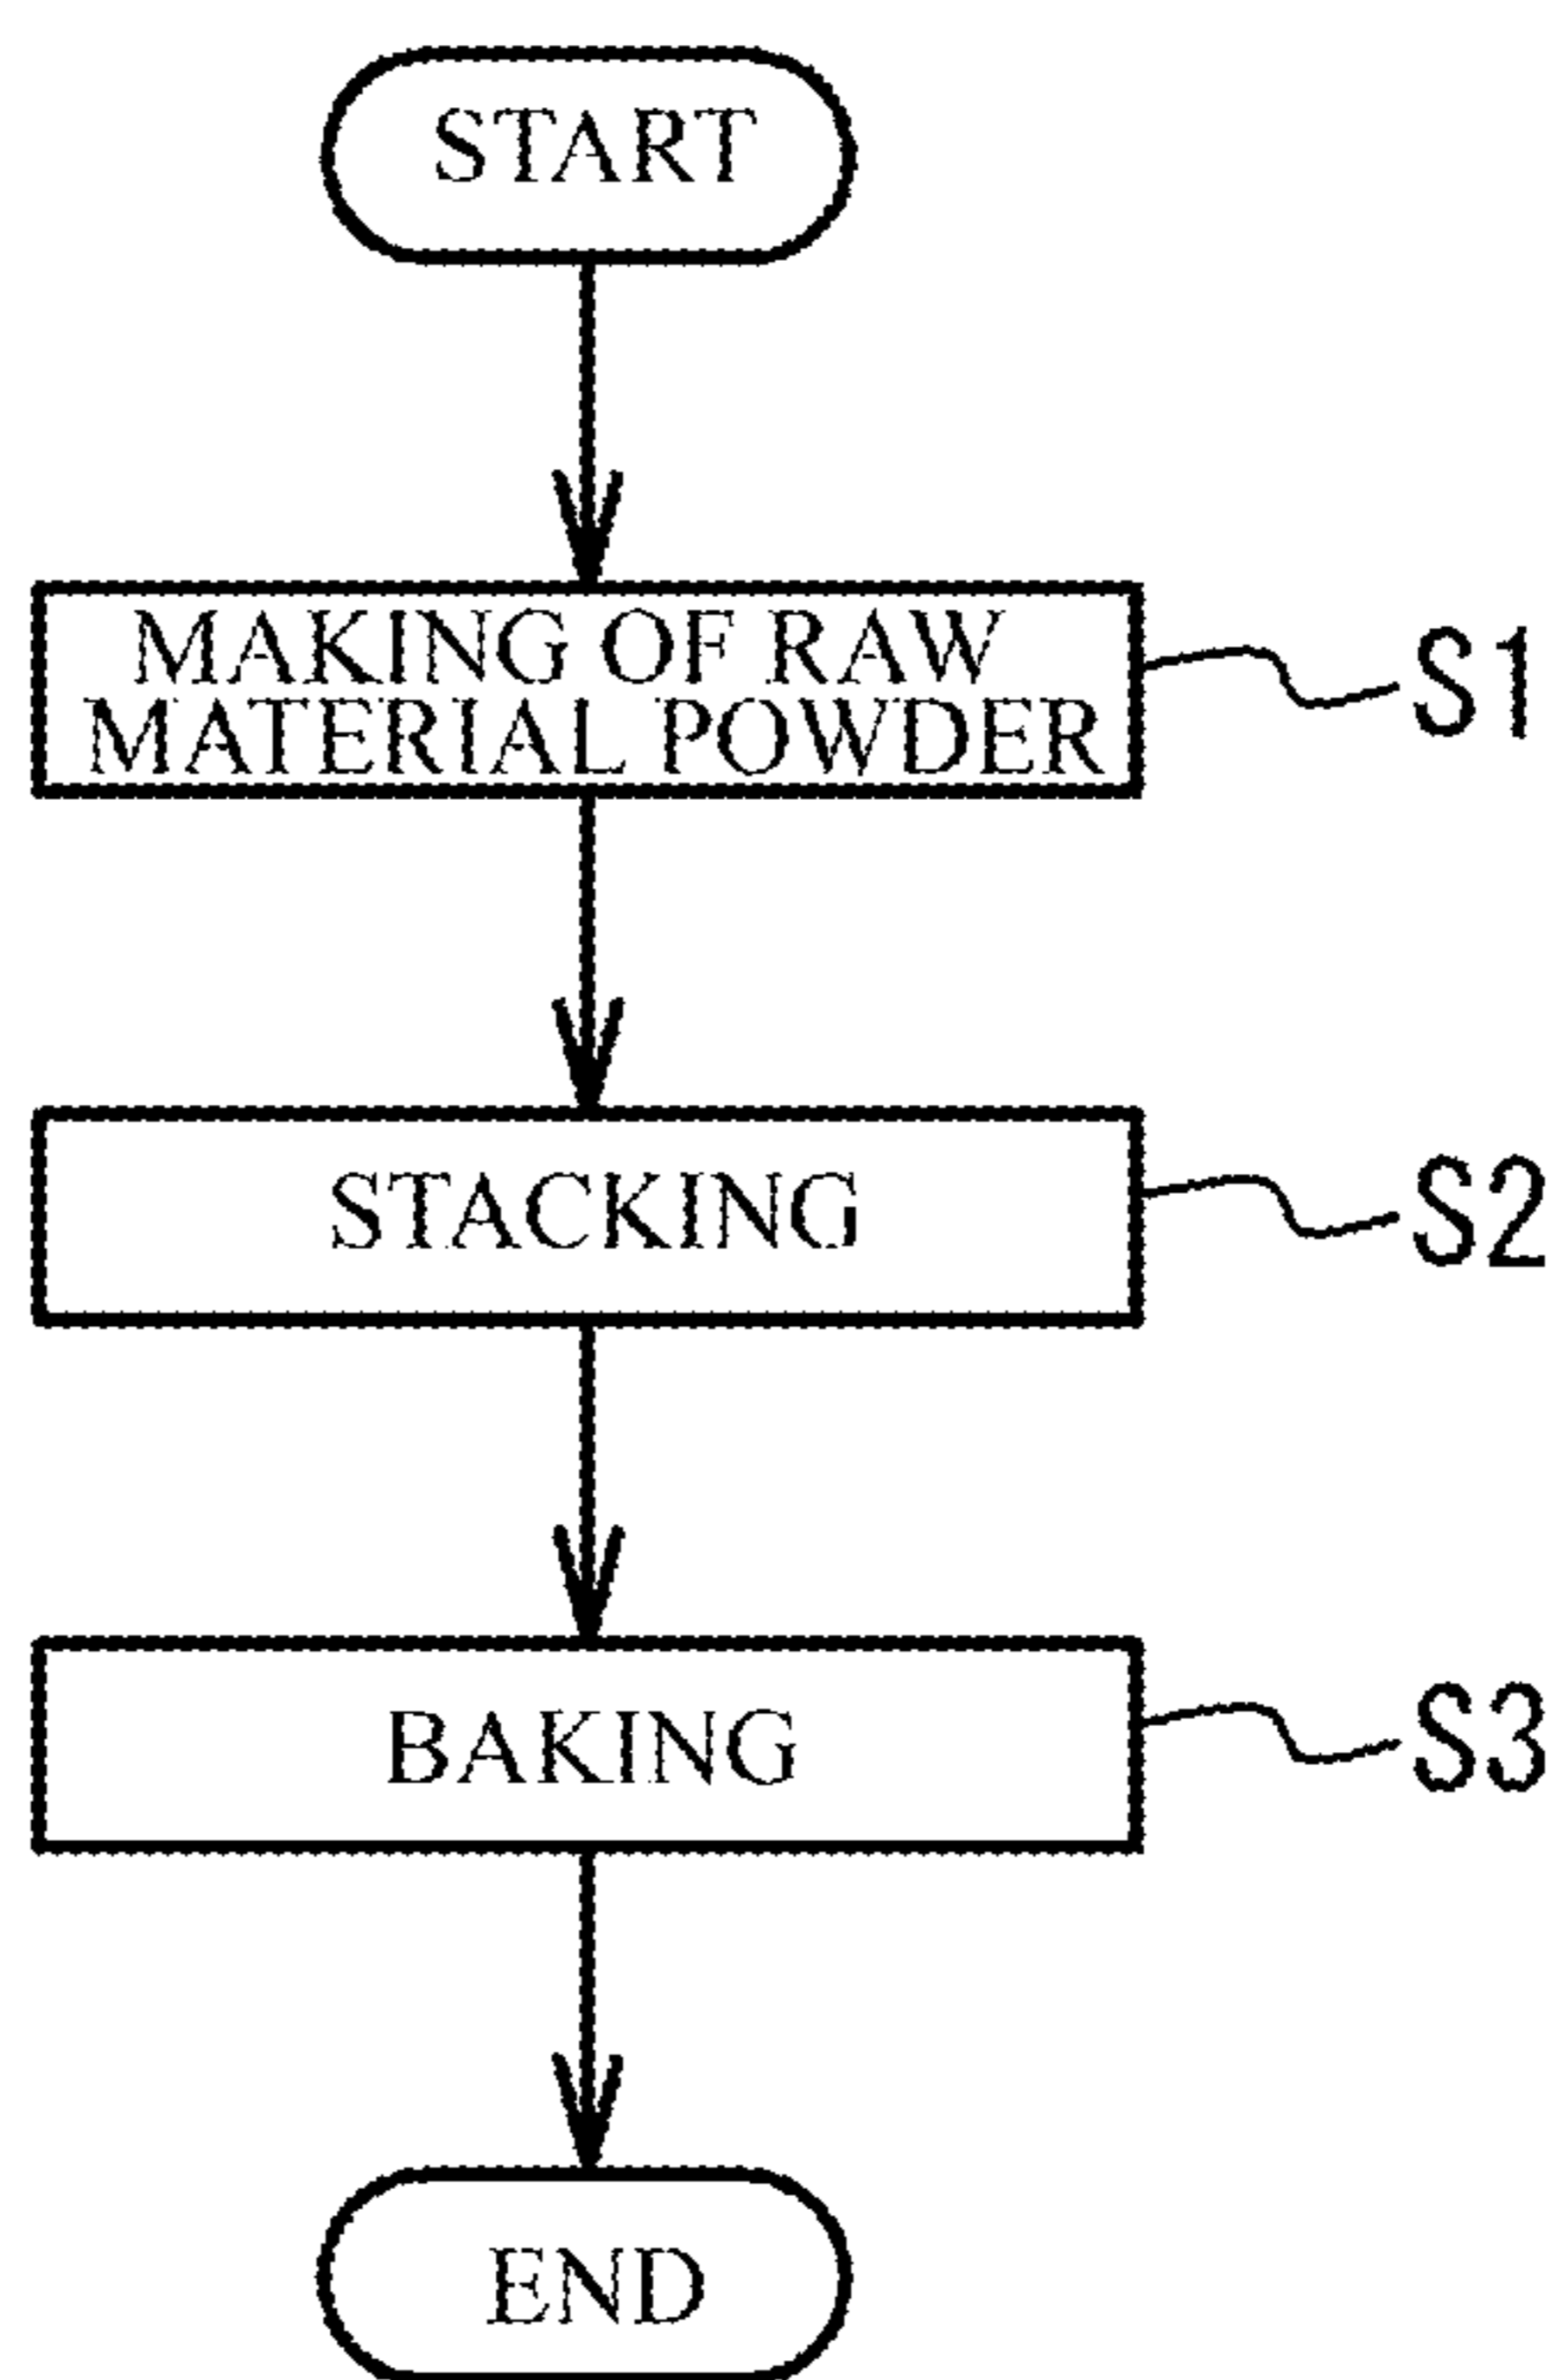 START
MAKING OF RAW
MATERIAL POWDER
S1
STACKING
S2
BAKING
S3
END